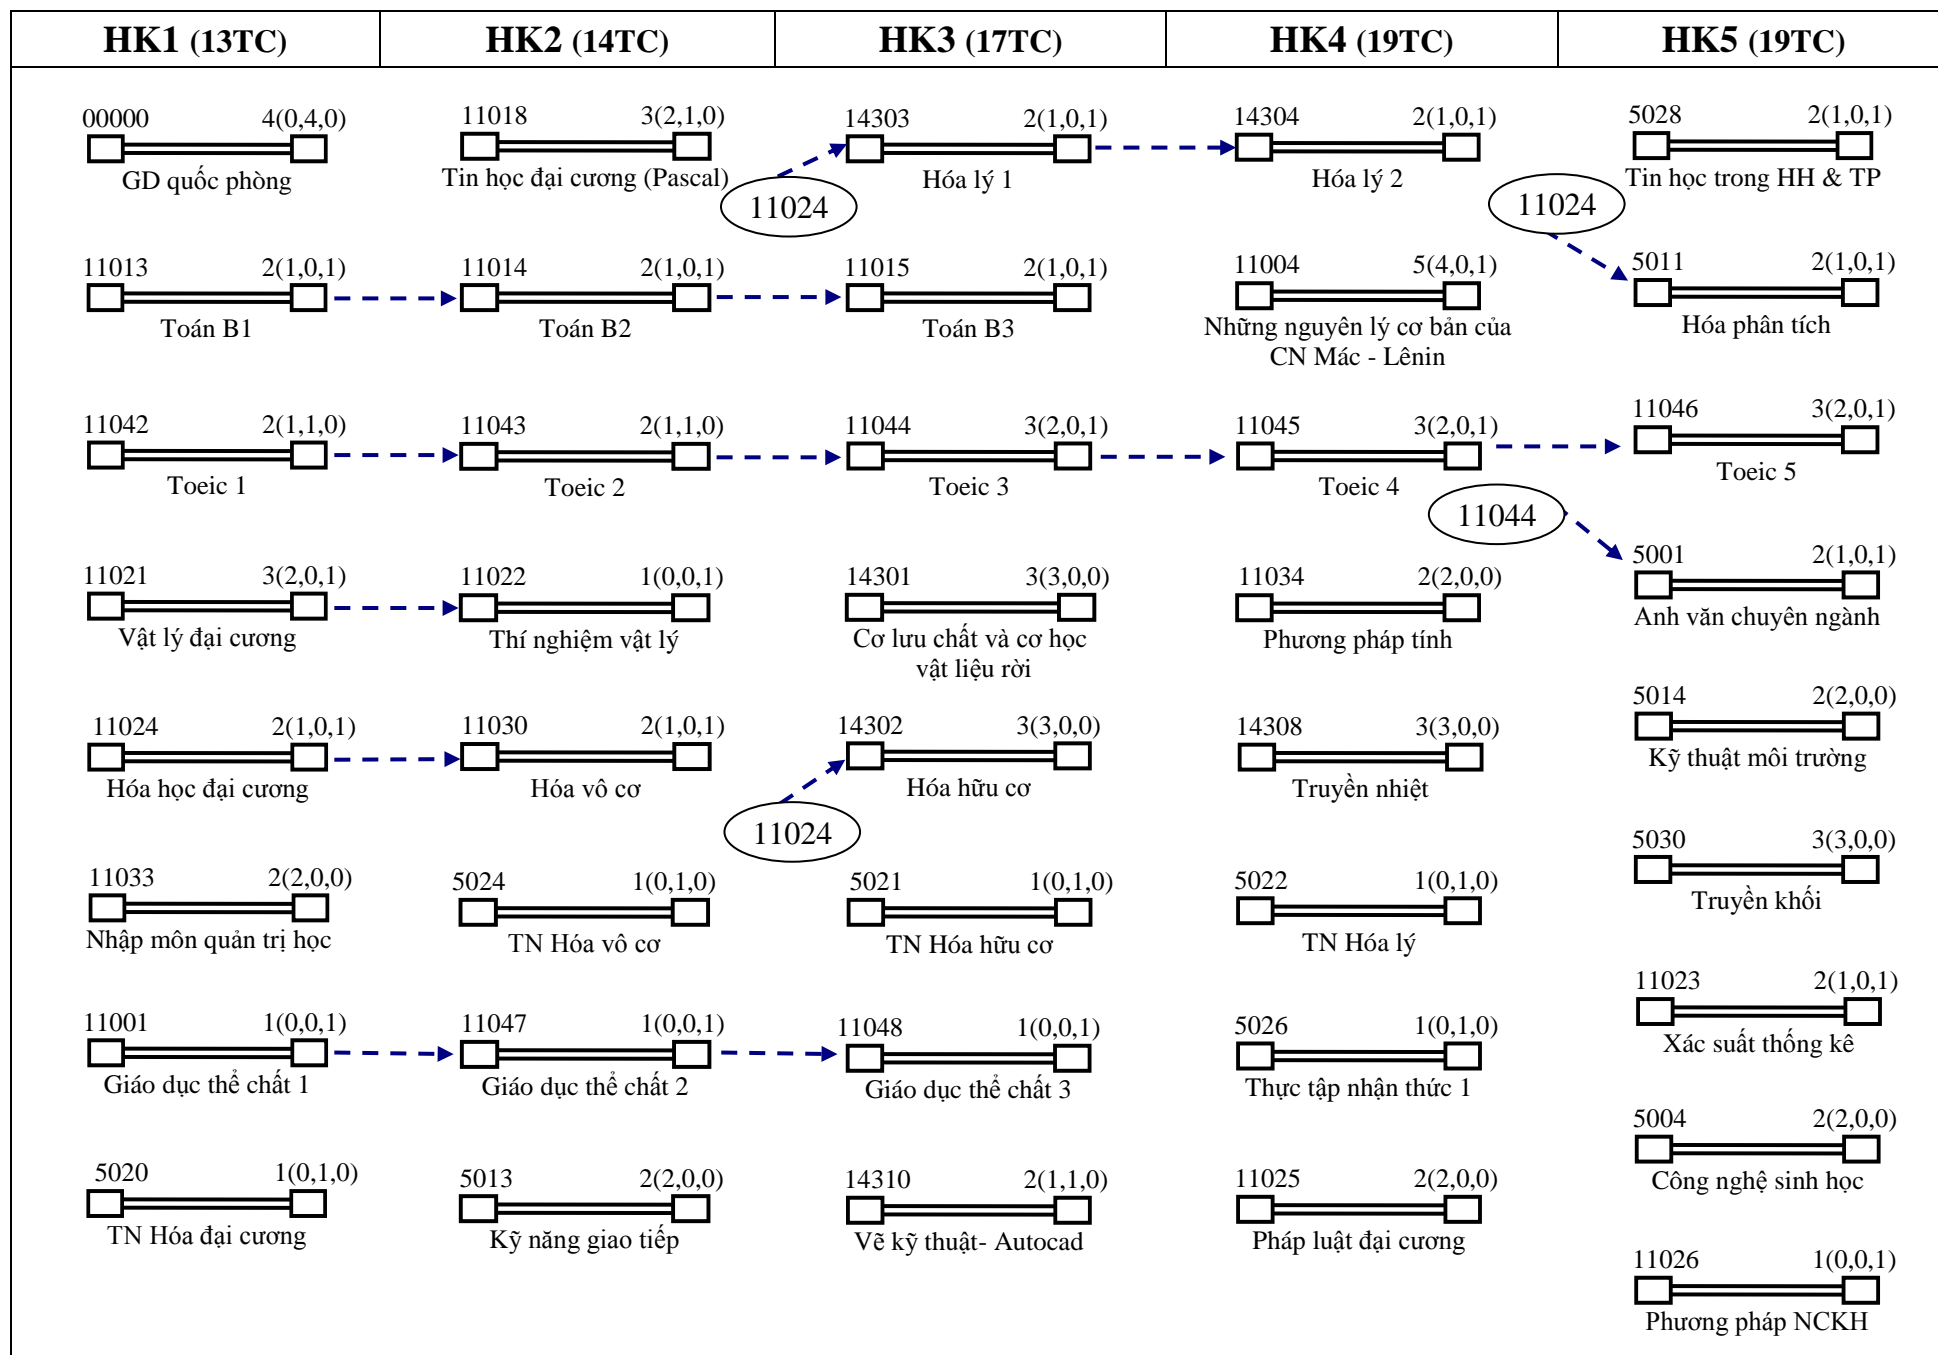 HK1 (13TC)
HK2 (14TC)
HK3 (17TC)
HK4 (19TC)
HK5 (19TC)
00000 4(0,4,0)
GD quốc phòng
11018 3(2,1,0)
Tin học đại cương (Pascal)
11024
14303 2(1,0,1)
Hóa lý 1
14304 2(1,0,1)
Hóa lý 2
11024
5028 2(1,0,1)
Tin học trong HH & TP
11013 2(1,0,1)
Toán B1
11014 2(1,0,1)
Toán B2
11015 2(1,0,1)
Toán B3
11004 5(4,0,1)
Những nguyên lý cơ bản của
CN Mác - Lênin
5011 2(1,0,1)
Hóa phân tích
11042 2(1,1,0)
Toeic 1
11043 2(1,1,0)
Toeic 2
11044 3(2,0,1)
Toeic 3
11045 3(2,0,1)
Toeic 4
11046 3(2,0,1)
Toeic 5
11044
11021 3(2,0,1)
Vật lý đại cương
11022 1(0,0,1)
Thí nghiệm vật lý
14301 3(3,0,0)
Cơ lưu chất và cơ học
vật liệu rời
11034 2(2,0,0)
Phương pháp tính
5001 2(1,0,1)
Anh văn chuyên ngành
11024 2(1,0,1)
Hóa học đại cương
11030 2(1,0,1)
Hóa vô cơ
11024
14302 3(3,0,0)
Hóa hữu cơ
14308 3(3,0,0)
Truyền nhiệt
5014 2(2,0,0)
Kỹ thuật môi trường
11033 2(2,0,0)
Nhập môn quản trị học
5024 1(0,1,0)
TN Hóa vô cơ
5021 1(0,1,0)
TN Hóa hữu cơ
5022 1(0,1,0)
TN Hóa lý
5030 3(3,0,0)
Truyền khối
11001 1(0,0,1)
Giáo dục thể chất 1
11047 1(0,0,1)
Giáo dục thể chất 2
11048 1(0,0,1)
Giáo dục thể chất 3
5026 1(0,1,0)
Thực tập nhận thức 1
11023 2(1,0,1)
Xác suất thống kê
5020 1(0,1,0)
TN Hóa đại cương
5013 2(2,0,0)
Kỹ năng giao tiếp
14310 2(1,1,0)
Vẽ kỹ thuật- Autocad
11025 2(2,0,0)
Pháp luật đại cương
5004 2(2,0,0)
Công nghệ sinh học
11026 1(0,0,1)
Phương pháp NCKH